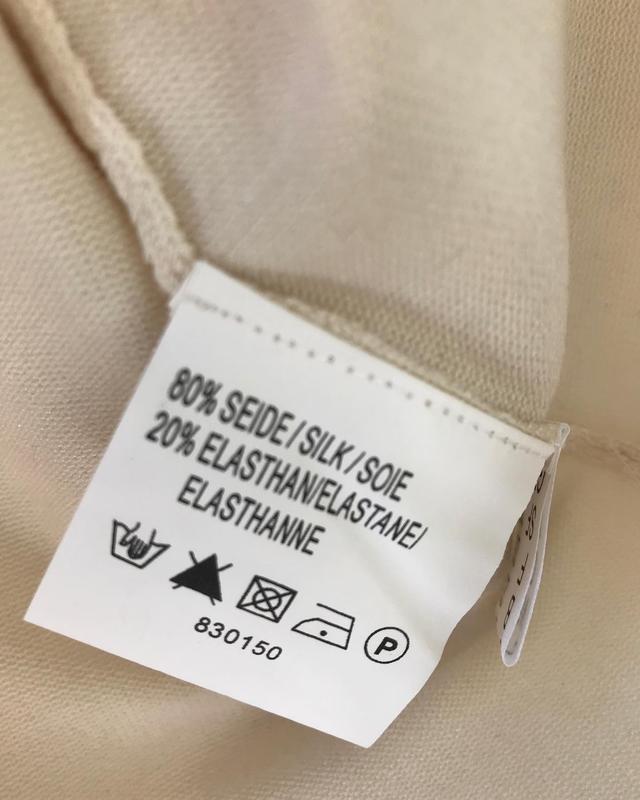 80% SEIDE/SILK/SOIE
20% ELASTHAN/ELASTANE/
ELASTHANNE
P
830150